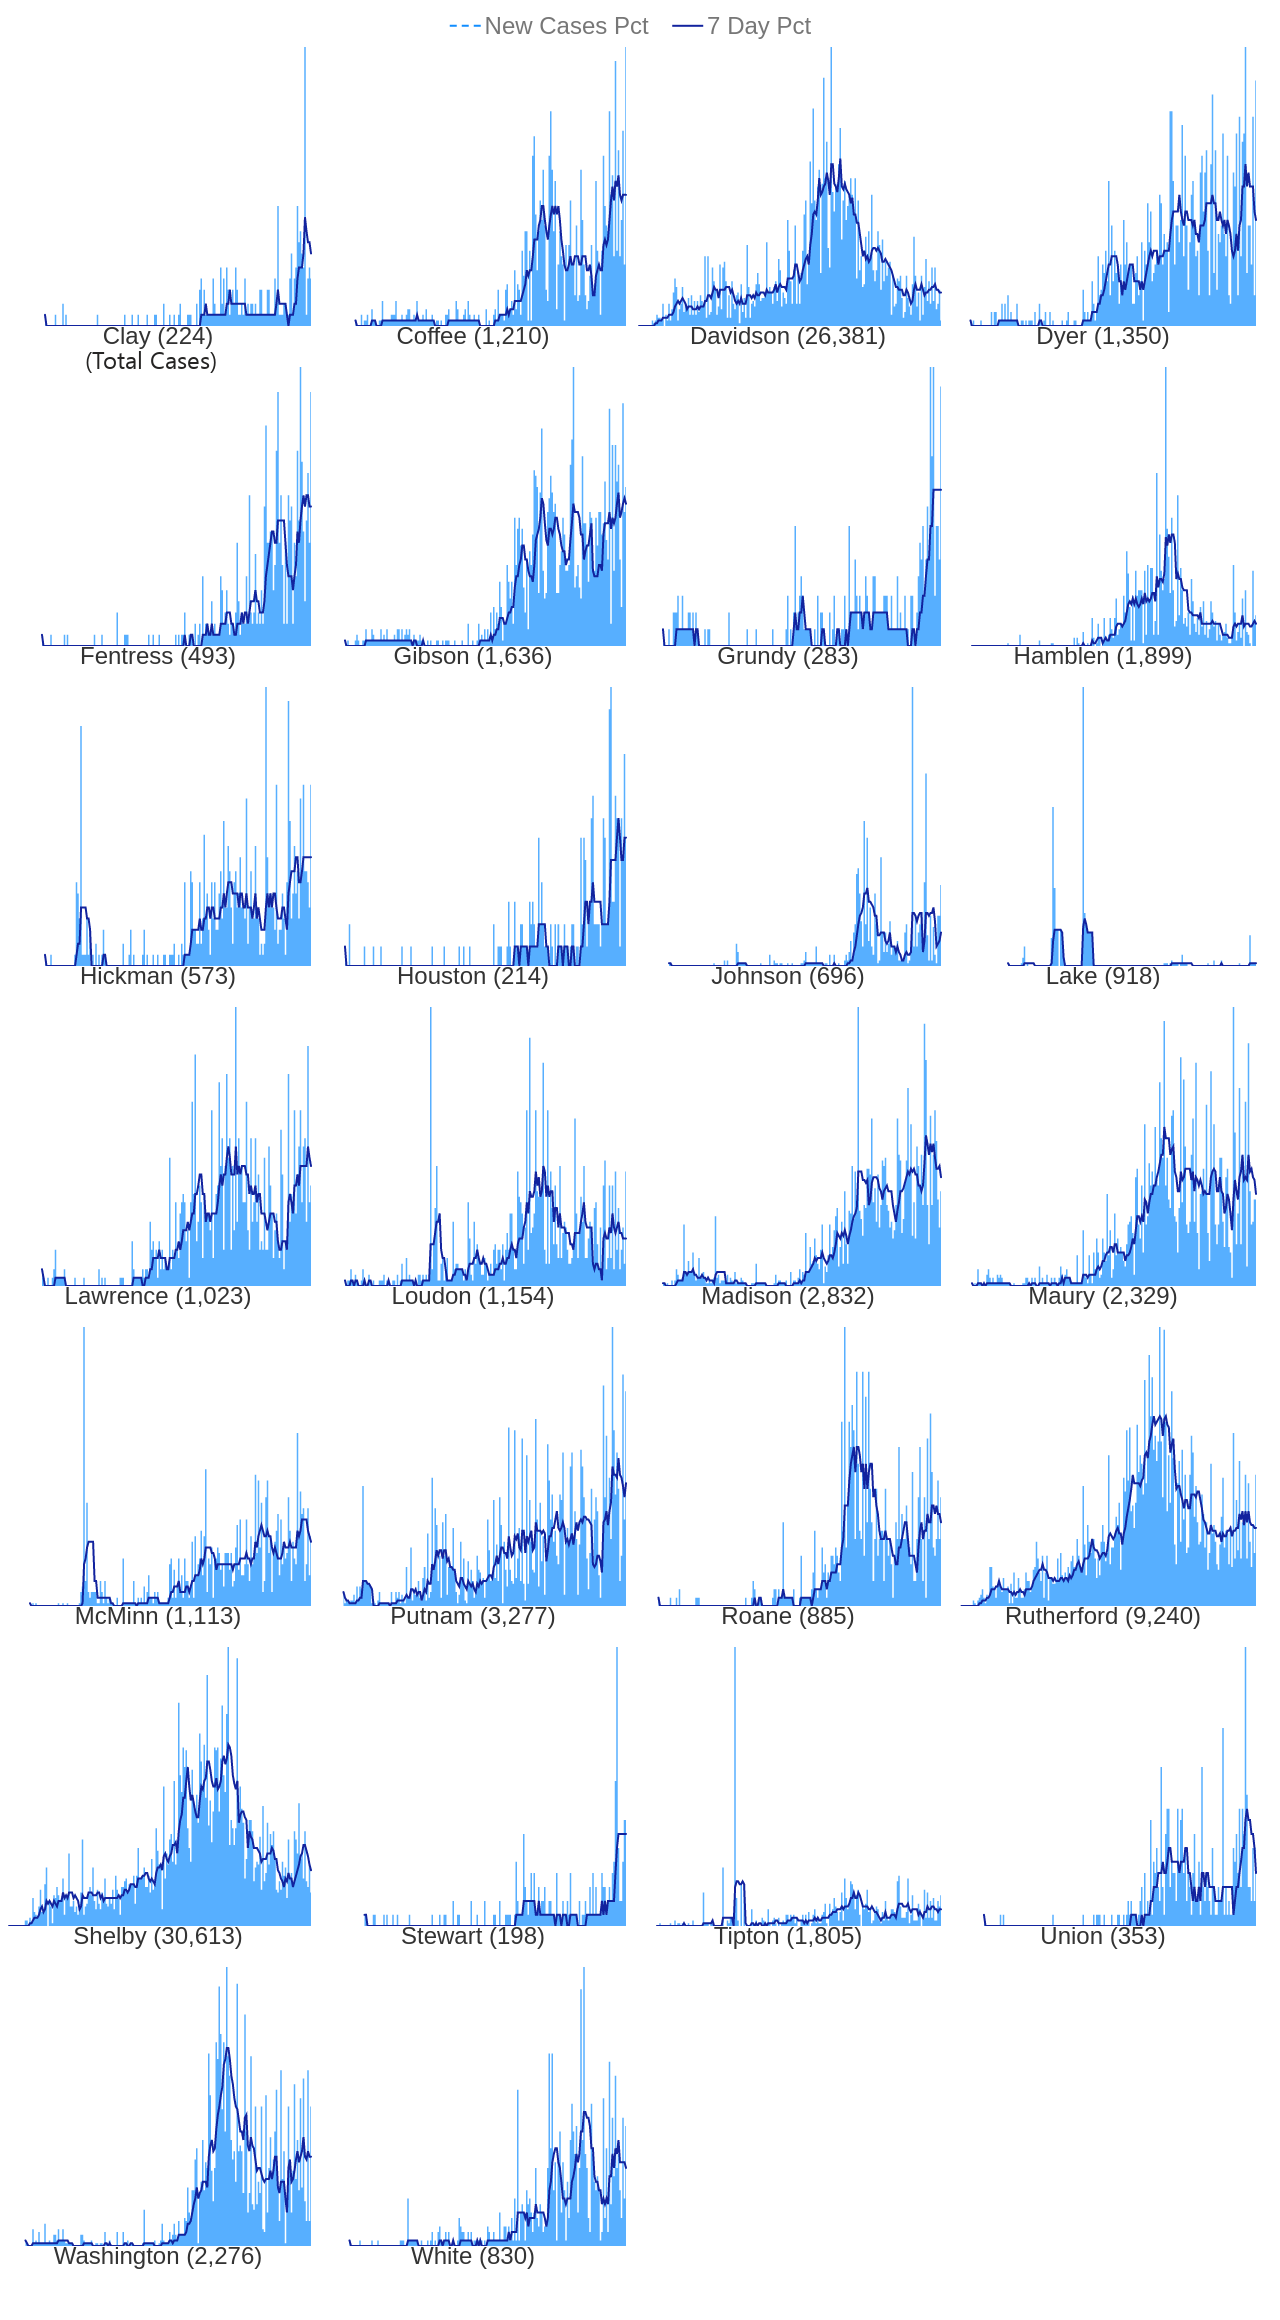 New Cases Pct 7 Day Pct
Clay (224) Coffee (1,210) Davidson (26,381) Dyer (1,350)
(Total Cases)
Fentress (493) Gibson (1,636) Grundy (283) Hamblen (1,899)
Hickman (573) Houston (214) Johnson (696) Lake (918)
Lawrence (1,023) Loudon (1,154) Madison (2,832) Maury (2,329)
McMinn (1,113) Putnam (3,277) Roane (885) Rutherford (9,240)
Shelby (30,613) Stewart (198) Tipton (1,805) Union (353)
Washington (2,276) White (830)